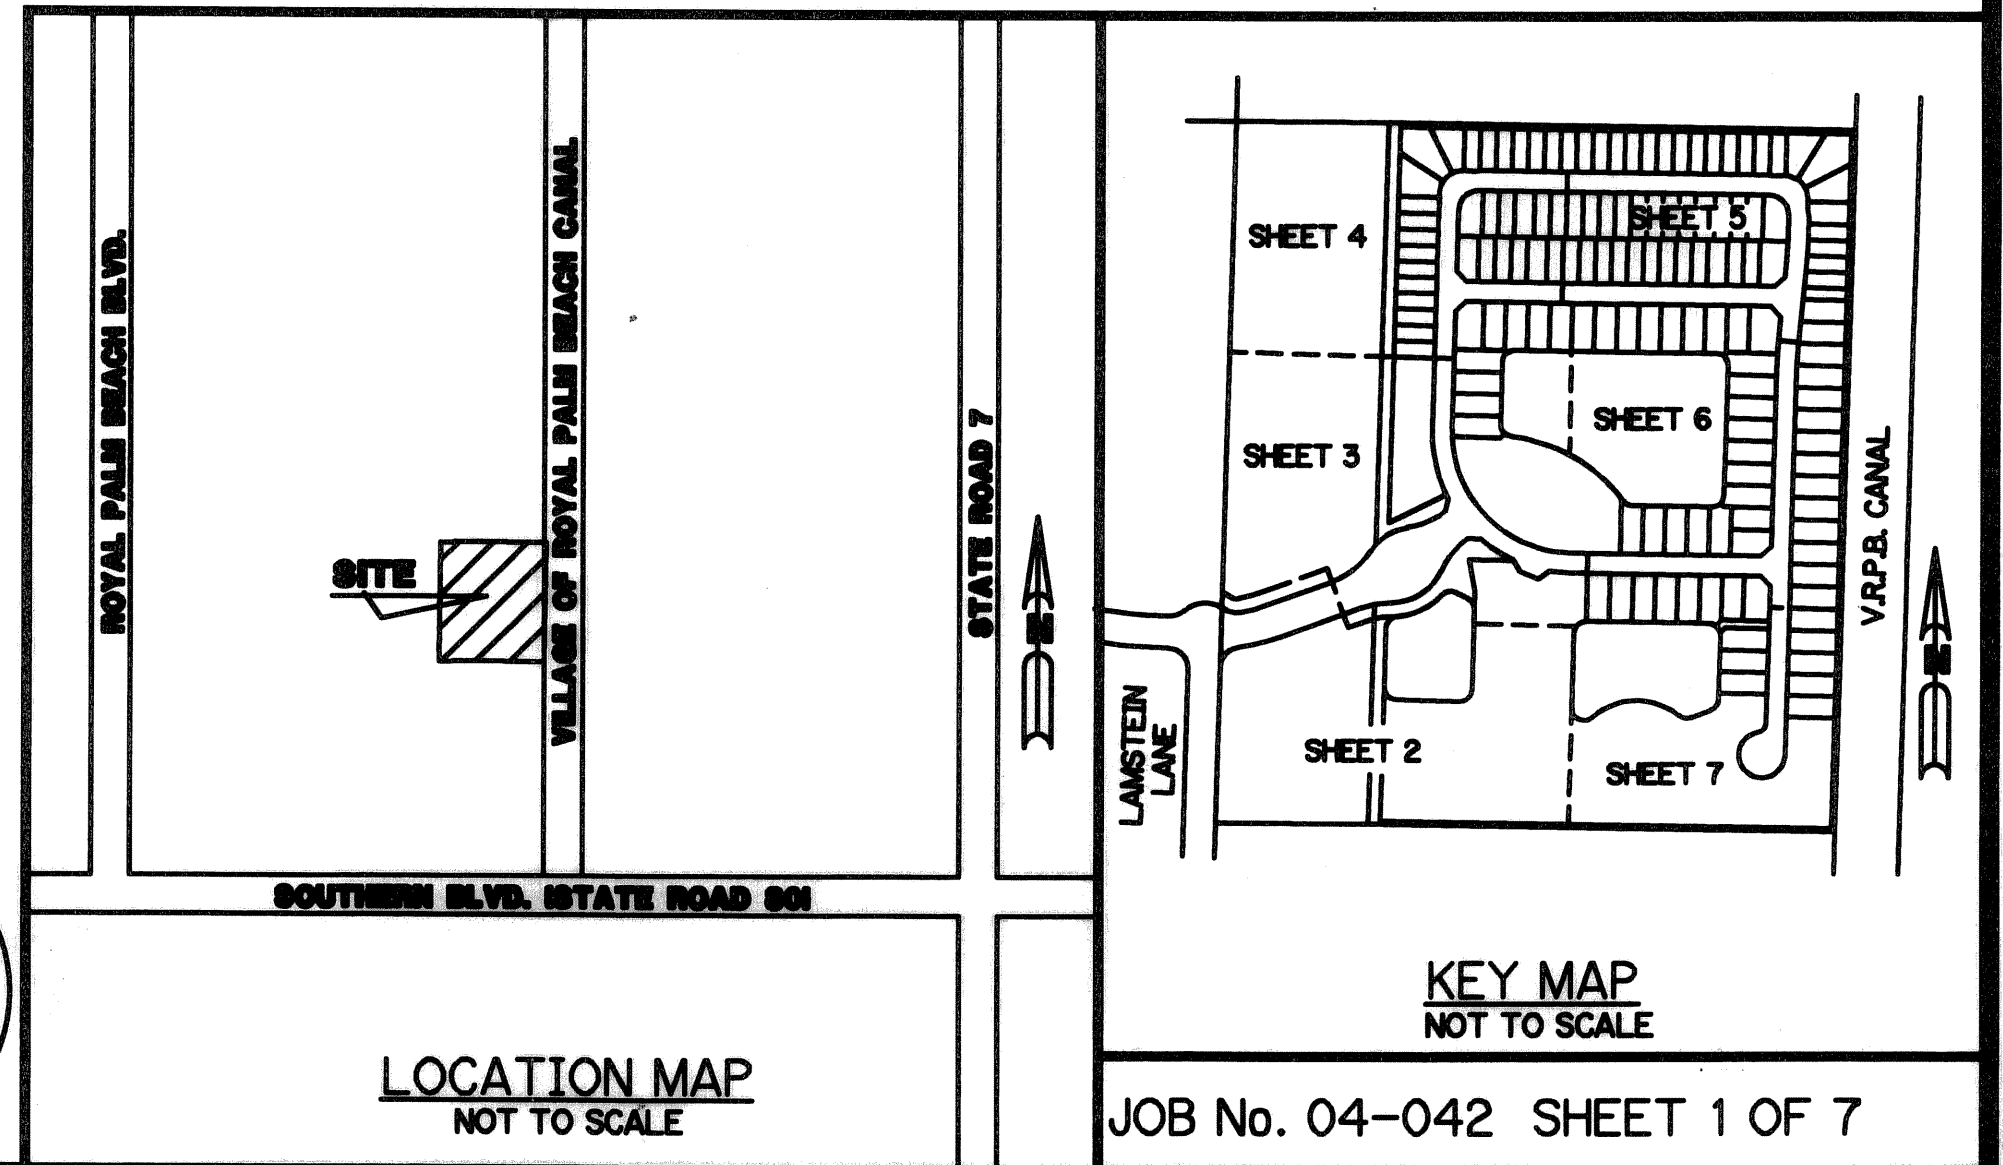 ROYAL PALM BEACH BLVD.
VILLAGE OF ROYAL PALM BEACH CANAL
STATE ROAD 7
SITE
N
SOUTHERN BLVD. (STATE ROAD 80)
LOCATION MAP
NOT TO SCALE
SHEET 4
SHEET 5
SHEET 3
SHEET 6
SHEET 2
SHEET 7
LAMSTEIN
LANE
V.R.P.B. CANAL
N
KEY MAP
NOT TO SCALE
JOB No. 04-042 SHEET 1 OF 7